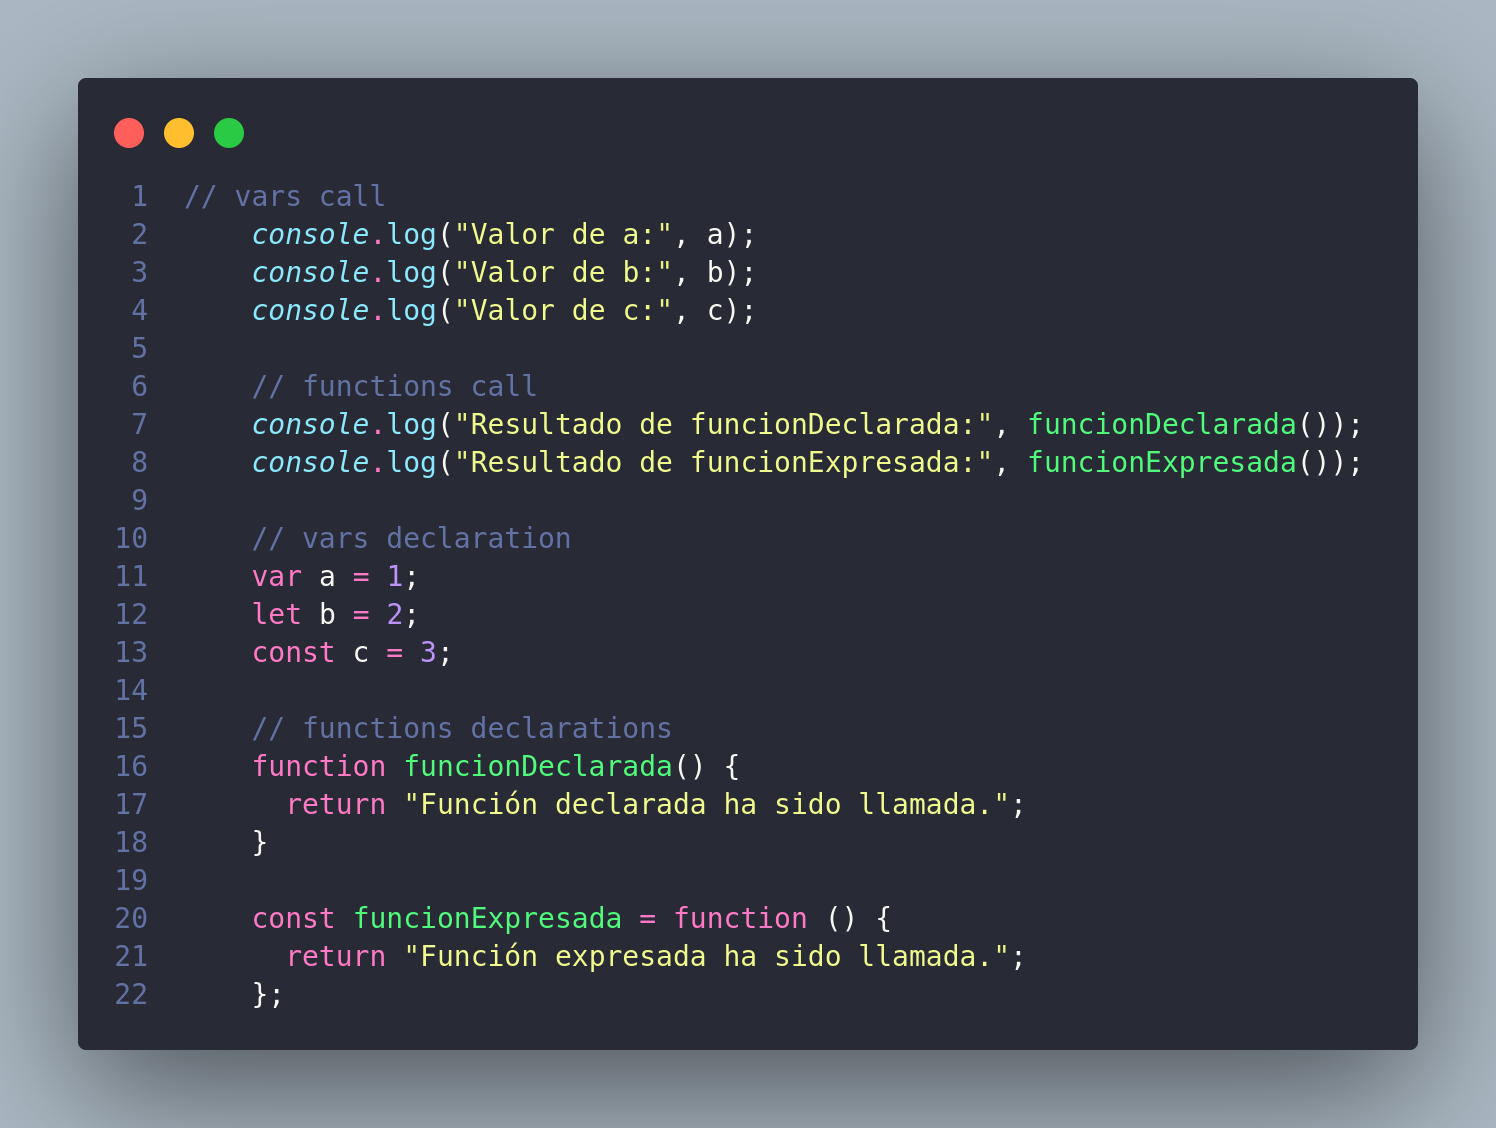 1 // vars call
2 console.log("Valor de a:", a);
3 console.log("Valor de b:", b);
4 console.log("Valor de c:", c);
5
6 // functions call
7 console.log("Resultado de funcionDeclarada:", funcionDeclarada());
8 console.log("Resultado de funcionExpresada:", funcionExpresada());
9
10 // vars declaration
11 var a = 1;
12 let b = 2;
13 const c = 3;
14
15 // functions declarations
16 function funcionDeclarada() {
17 return "Función declarada ha sido llamada.";
18 }
19
20 const funcionExpresada = function () {
21 return "Función expresada ha sido llamada.";
22 };